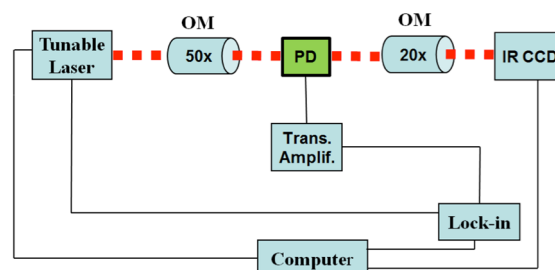 OM
OM
Tunable
Laser
50x
PD
20x
IR CCD
Trans.
Amplif.
Lock-in
Computer